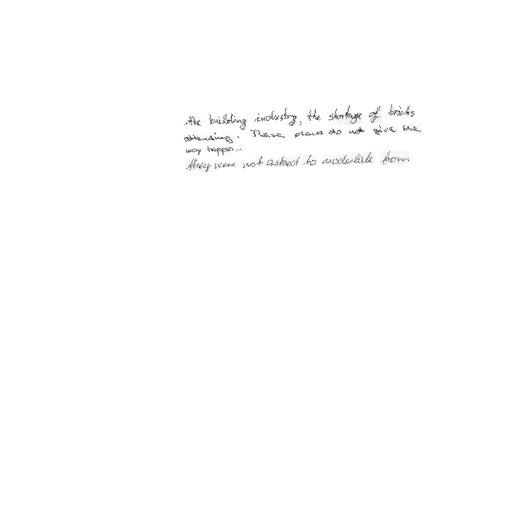 the building industry, the shortage of bricks
attending. These plans do not give the
way happen...
they were not asked to modulate from